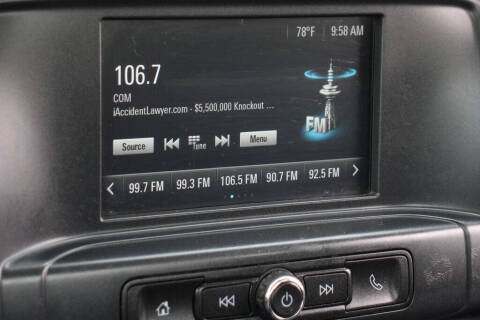 78°F 9:58 AM
106.7
COM
iAccidentLawyer.com - $5,500,000 Knockout ...
FM
Source Tune Menu
99.7 FM 99.3 FM 106.5 FM 90.7 FM 92.5 FM